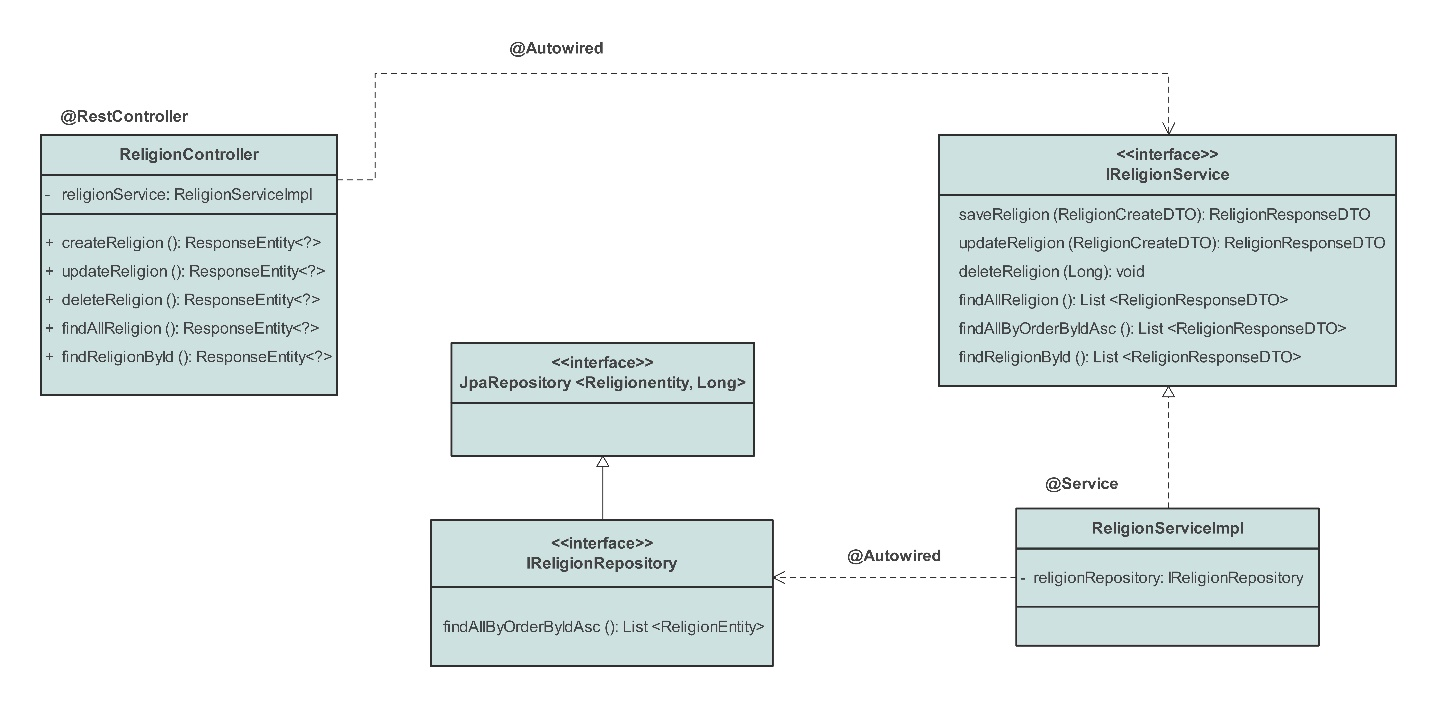 @Autowired
@RestController
ReligionController
- religionService: ReligionServiceImpl
+ createReligion (): ResponseEntity<?>
+ updateReligion (): ResponseEntity<?>
+ deleteReligion (): ResponseEntity<?>
+ findAllReligion (): ResponseEntity<?>
+ findReligionById (): ResponseEntity<?>
<<interface>>
IReligionService
saveReligion (ReligionCreateDTO): ReligionResponseDTO
updateReligion (ReligionCreateDTO): ReligionResponseDTO
deleteReligion (Long): void
findAllReligion (): List <ReligionResponseDTO>
findAllByOrderByIdAsc (): List <ReligionResponseDTO>
findReligionById (): List <ReligionResponseDTO>
<<interface>>
JpaRepository <Religionentity, Long>
<<interface>>
IReligionRepository
findAllByOrderByIdAsc (): List <ReligionEntity>
@Autowired
@Service
ReligionServiceImpl
- religionRepository: IReligionRepository